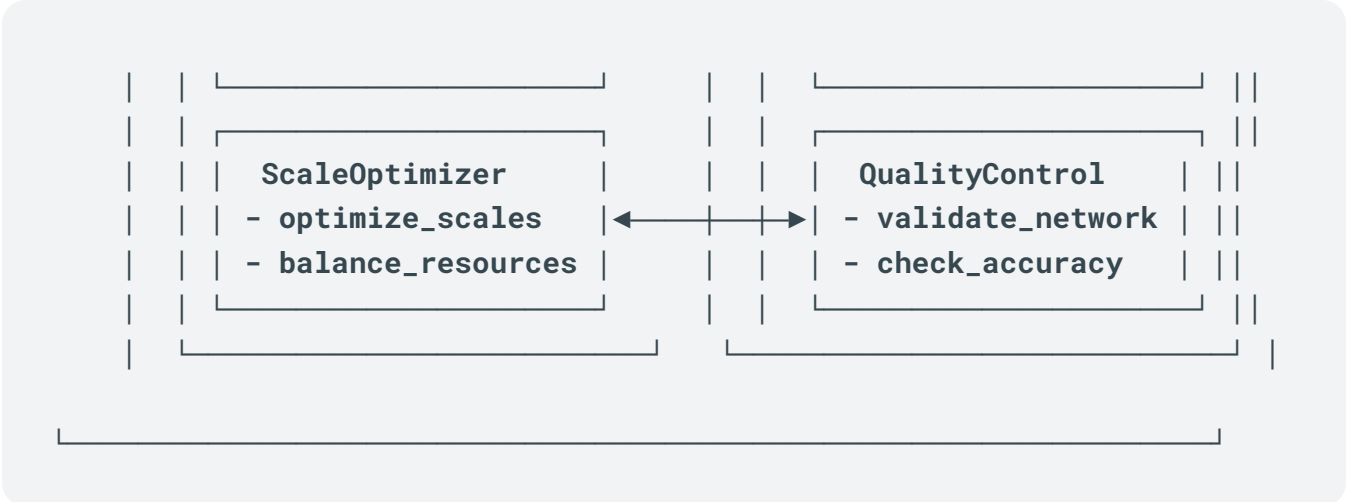 ScaleOptimizer QualityControl
- optimize_scales - validate_network
- balance_resources - check_accuracy